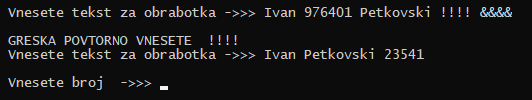 Vnesete tekst za obrabotka ->>> Ivan 976401 Petkovski !!!! &&&&
GRESKA POVTORNO VNESETE !!!!
Vnesete tekst za obrabotka ->>> Ivan Petkovski 23541
Vnesete broj ->>>